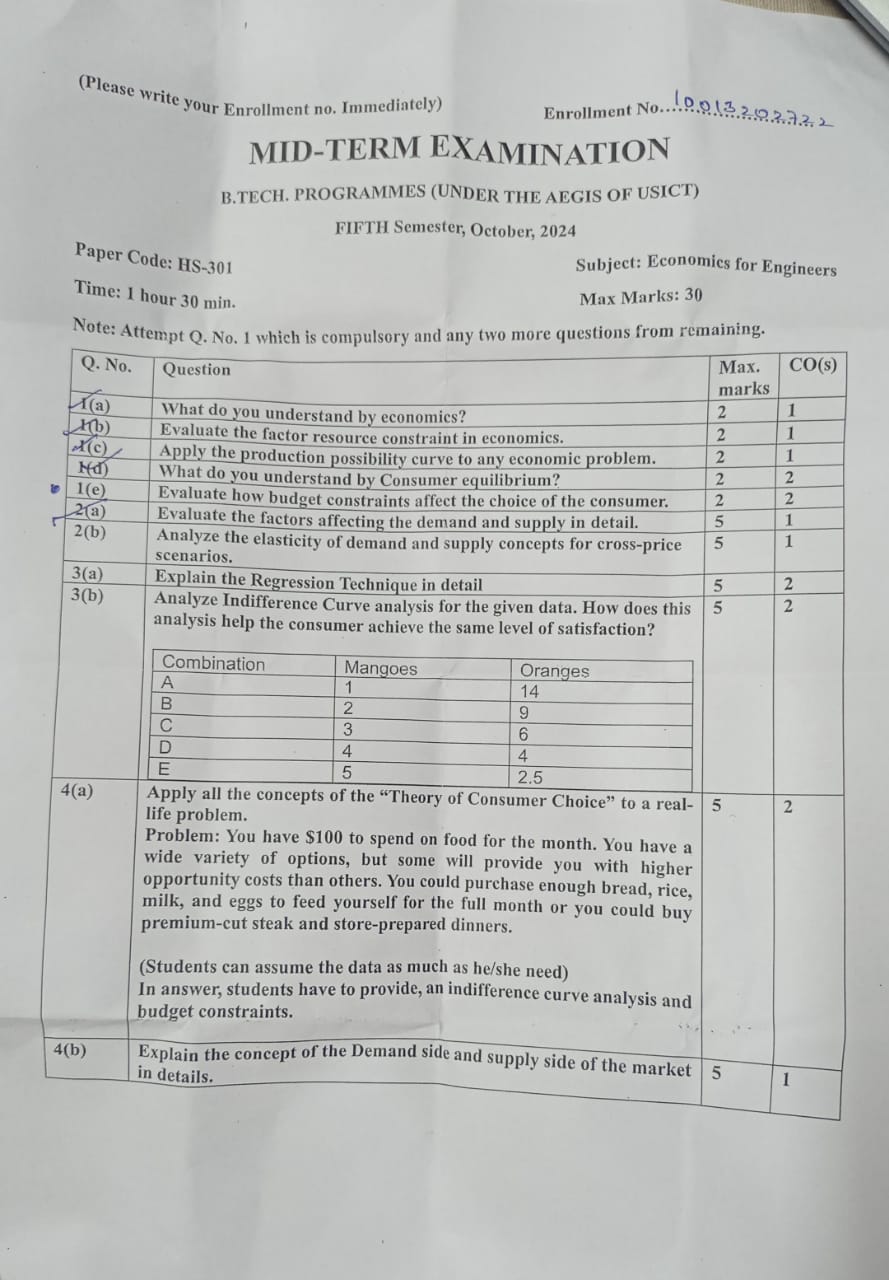 (Please write your Enrollment no. Immediately) Enrollment No. 10013202722
MID-TERM EXAMINATION
B.TECH. PROGRAMMES (UNDER THE AEGIS OF USICT)
FIFTH Semester, October, 2024
Paper Code: HS-301 Subject: Economics for Engineers
Time: 1 hour 30 min. Max Marks: 30
Note: Attempt Q. No. 1 which is compulsory and any two more questions from remaining.
Q. No. Question Max. marks CO(s)
1(a) What do you understand by economics? 2 1
1(b) Evaluate the factor resource constraint in economics. 2 1
1(c) Apply the production possibility curve to any economic problem. 2 1
1(d) What do you understand by Consumer equilibrium? 2 2
1(e) Evaluate how budget constraints affect the choice of the consumer. 2 2
2(a) Evaluate the factors affecting the demand and supply in detail. 5 1
2(b) Analyze the elasticity of demand and supply concepts for cross-price 5 1
scenarios.
3(a) Explain the Regression Technique in detail 5 2
3(b) Analyze Indifference Curve analysis for the given data. How does this 5 2
analysis help the consumer achieve the same level of satisfaction?
Combination Mangoes Oranges
A 1 14
B 2 9
C 3 6
D 4 4
E 5 2.5
4(a) Apply all the concepts of the “Theory of Consumer Choice” to a real- 5 2
life problem.
Problem: You have $100 to spend on food for the month. You have a
wide variety of options, but some will provide you with higher
opportunity costs than others. You could purchase enough bread, rice,
milk, and eggs to feed yourself for the full month or you could buy
premium-cut steak and store-prepared dinners.
(Students can assume the data as much as he/she need)
In answer, students have to provide, an indifference curve analysis and
budget constraints.
4(b) Explain the concept of the Demand side and supply side of the market 5 1
in details.